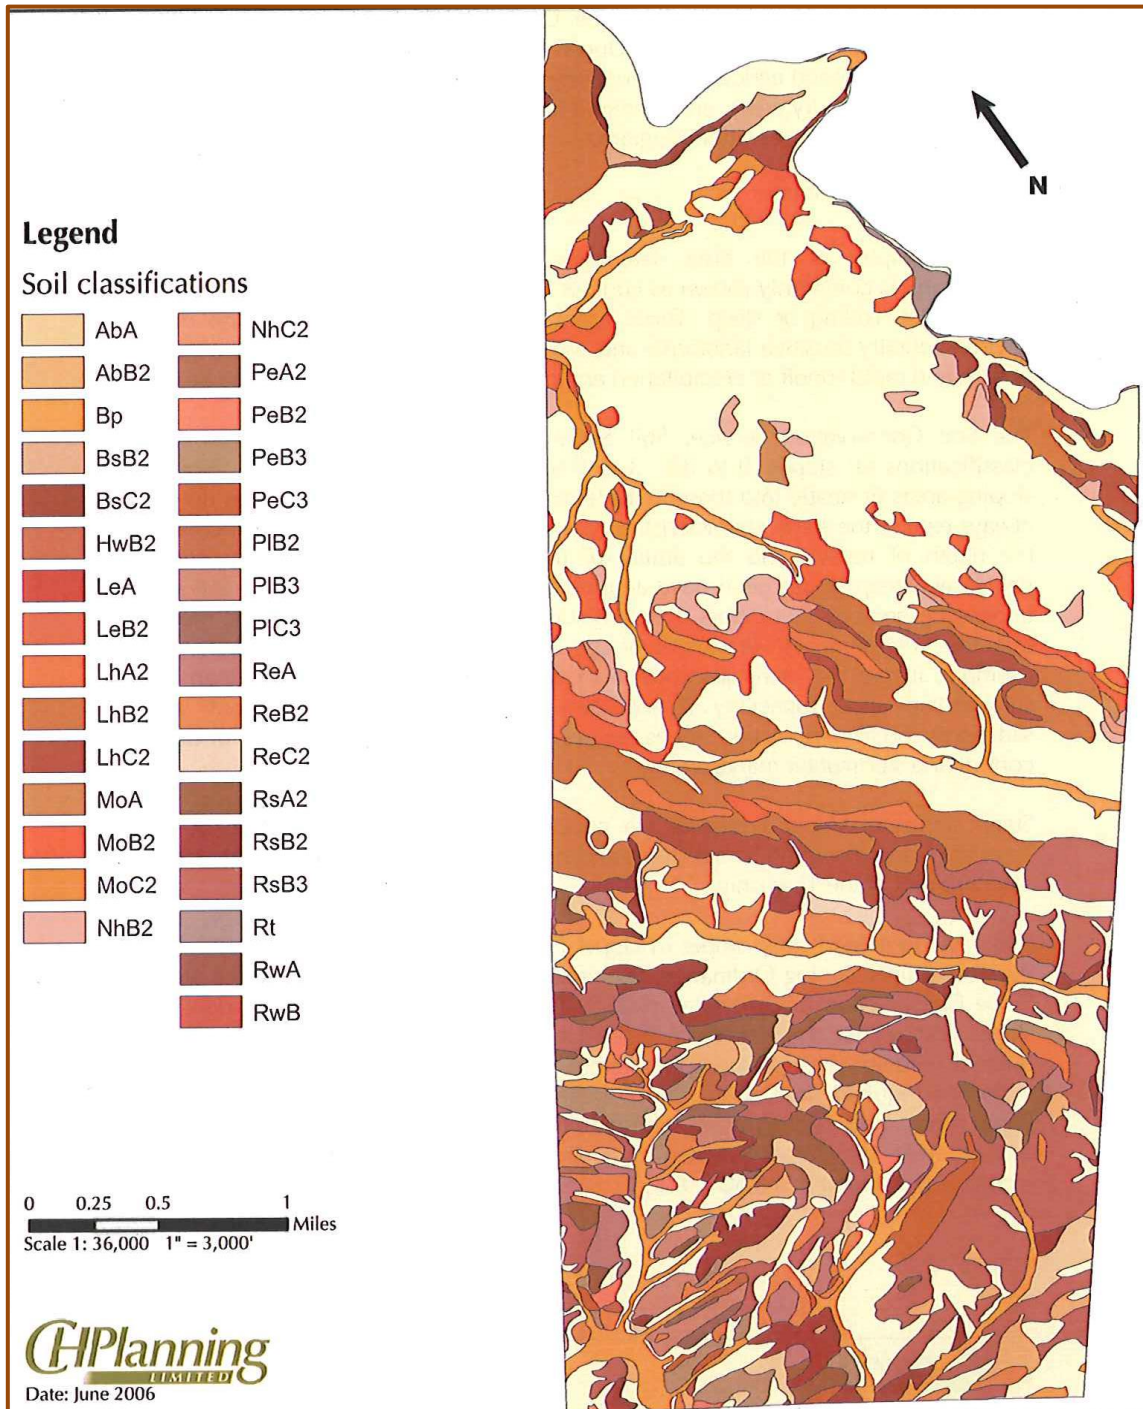 N
Legend
Soil classifications
AbA
AbB2
Bp
BsB2
BsC2
HwB2
LeA
LeB2
LhA2
LhB2
LhC2
MoA
MoB2
MoC2
NhB2
NhC2
PeA2
PeB2
PeB3
PeC3
PlB2
PlB3
PlC3
ReA
ReB2
ReC2
RsA2
RsB2
RsB3
Rt
RwA
RwB
0 0.25 0.5 1
Miles
Scale 1: 36,000 1" = 3,000'
CHPlanning
LIMITED
Date: June 2006